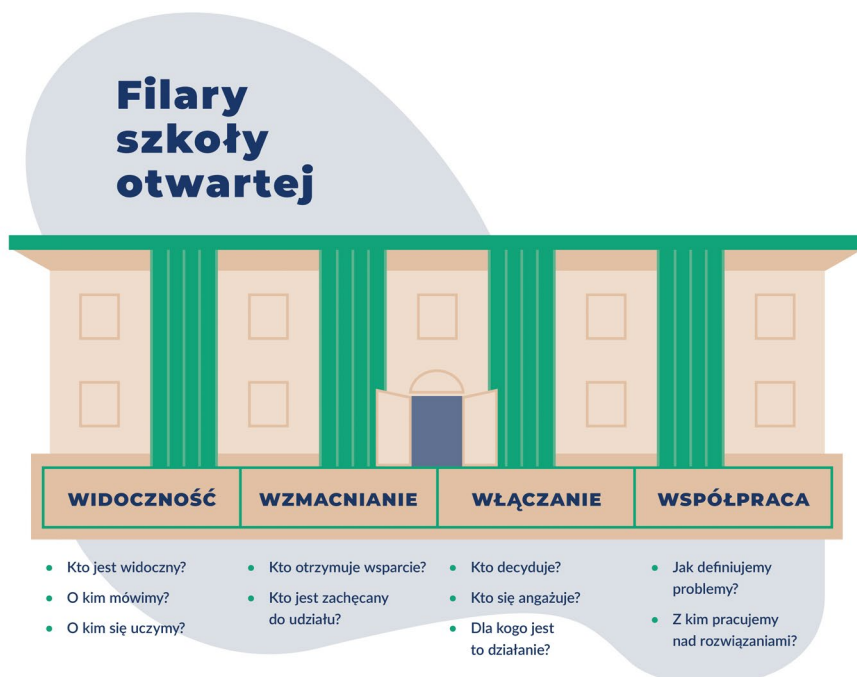 Filary
szkoły
otwartej
WIDOCZNOŚĆ
WZMACNIANIE
WŁĄCZANIE
WSPÓŁPRACA
• Kto jest widoczny?
• O kim mówimy?
• O kim się uczymy?
• Kto otrzymuje wsparcie?
• Kto jest zachęcany
do udziału?
• Kto decyduje?
• Kto się angażuje?
• Dla kogo jest
to działanie?
• Jak definiujemy
problemy?
• Z kim pracujemy
nad rozwiązaniami?